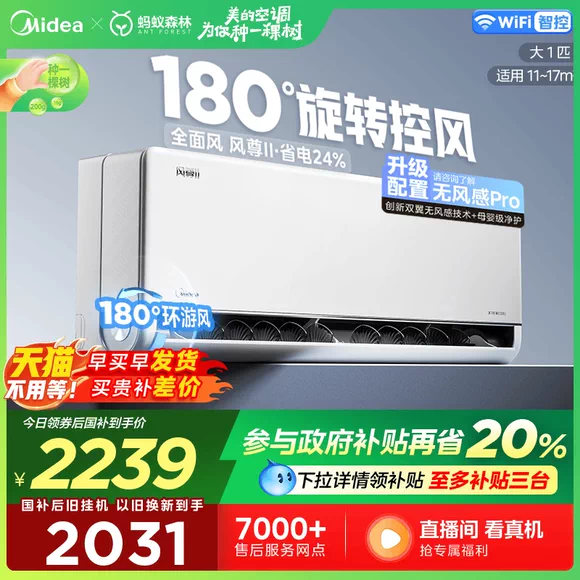 Midea × 蚂蚁森林
ANT FOREST
美的空调
为你种一棵树
WiFi 智控
大1匹
适用 11~17m
种一棵树
200g
180°旋转控风
全面风 风尊II·省电24%
升级配置
请咨询了解
无风感Pro
创新双翼无风感技术+母婴级净护
Midea
180°环游风
天猫
不用等!
早买早发货
买贵补差价
今日领券后国补到手价
¥2239
国补后旧挂机 以旧换新到手
2031
参与政府补贴再省20%
下拉详情领补贴 至多补贴三台
7000+
售后服务网点
直播间 看真机
抢专属福利